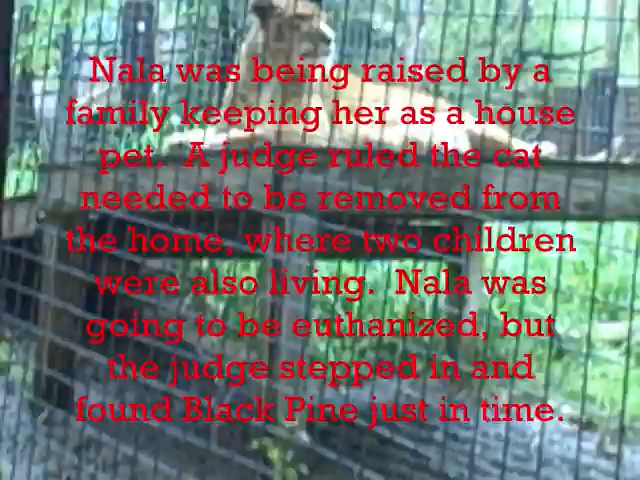 Nala was being raised by a
family keeping her as a house
pet.  A judge ruled the cat
needed to be removed from
the home, where two children
were also living.  Nala was
going to be euthanized, but
the judge stepped in and
found Black Pine just in time.